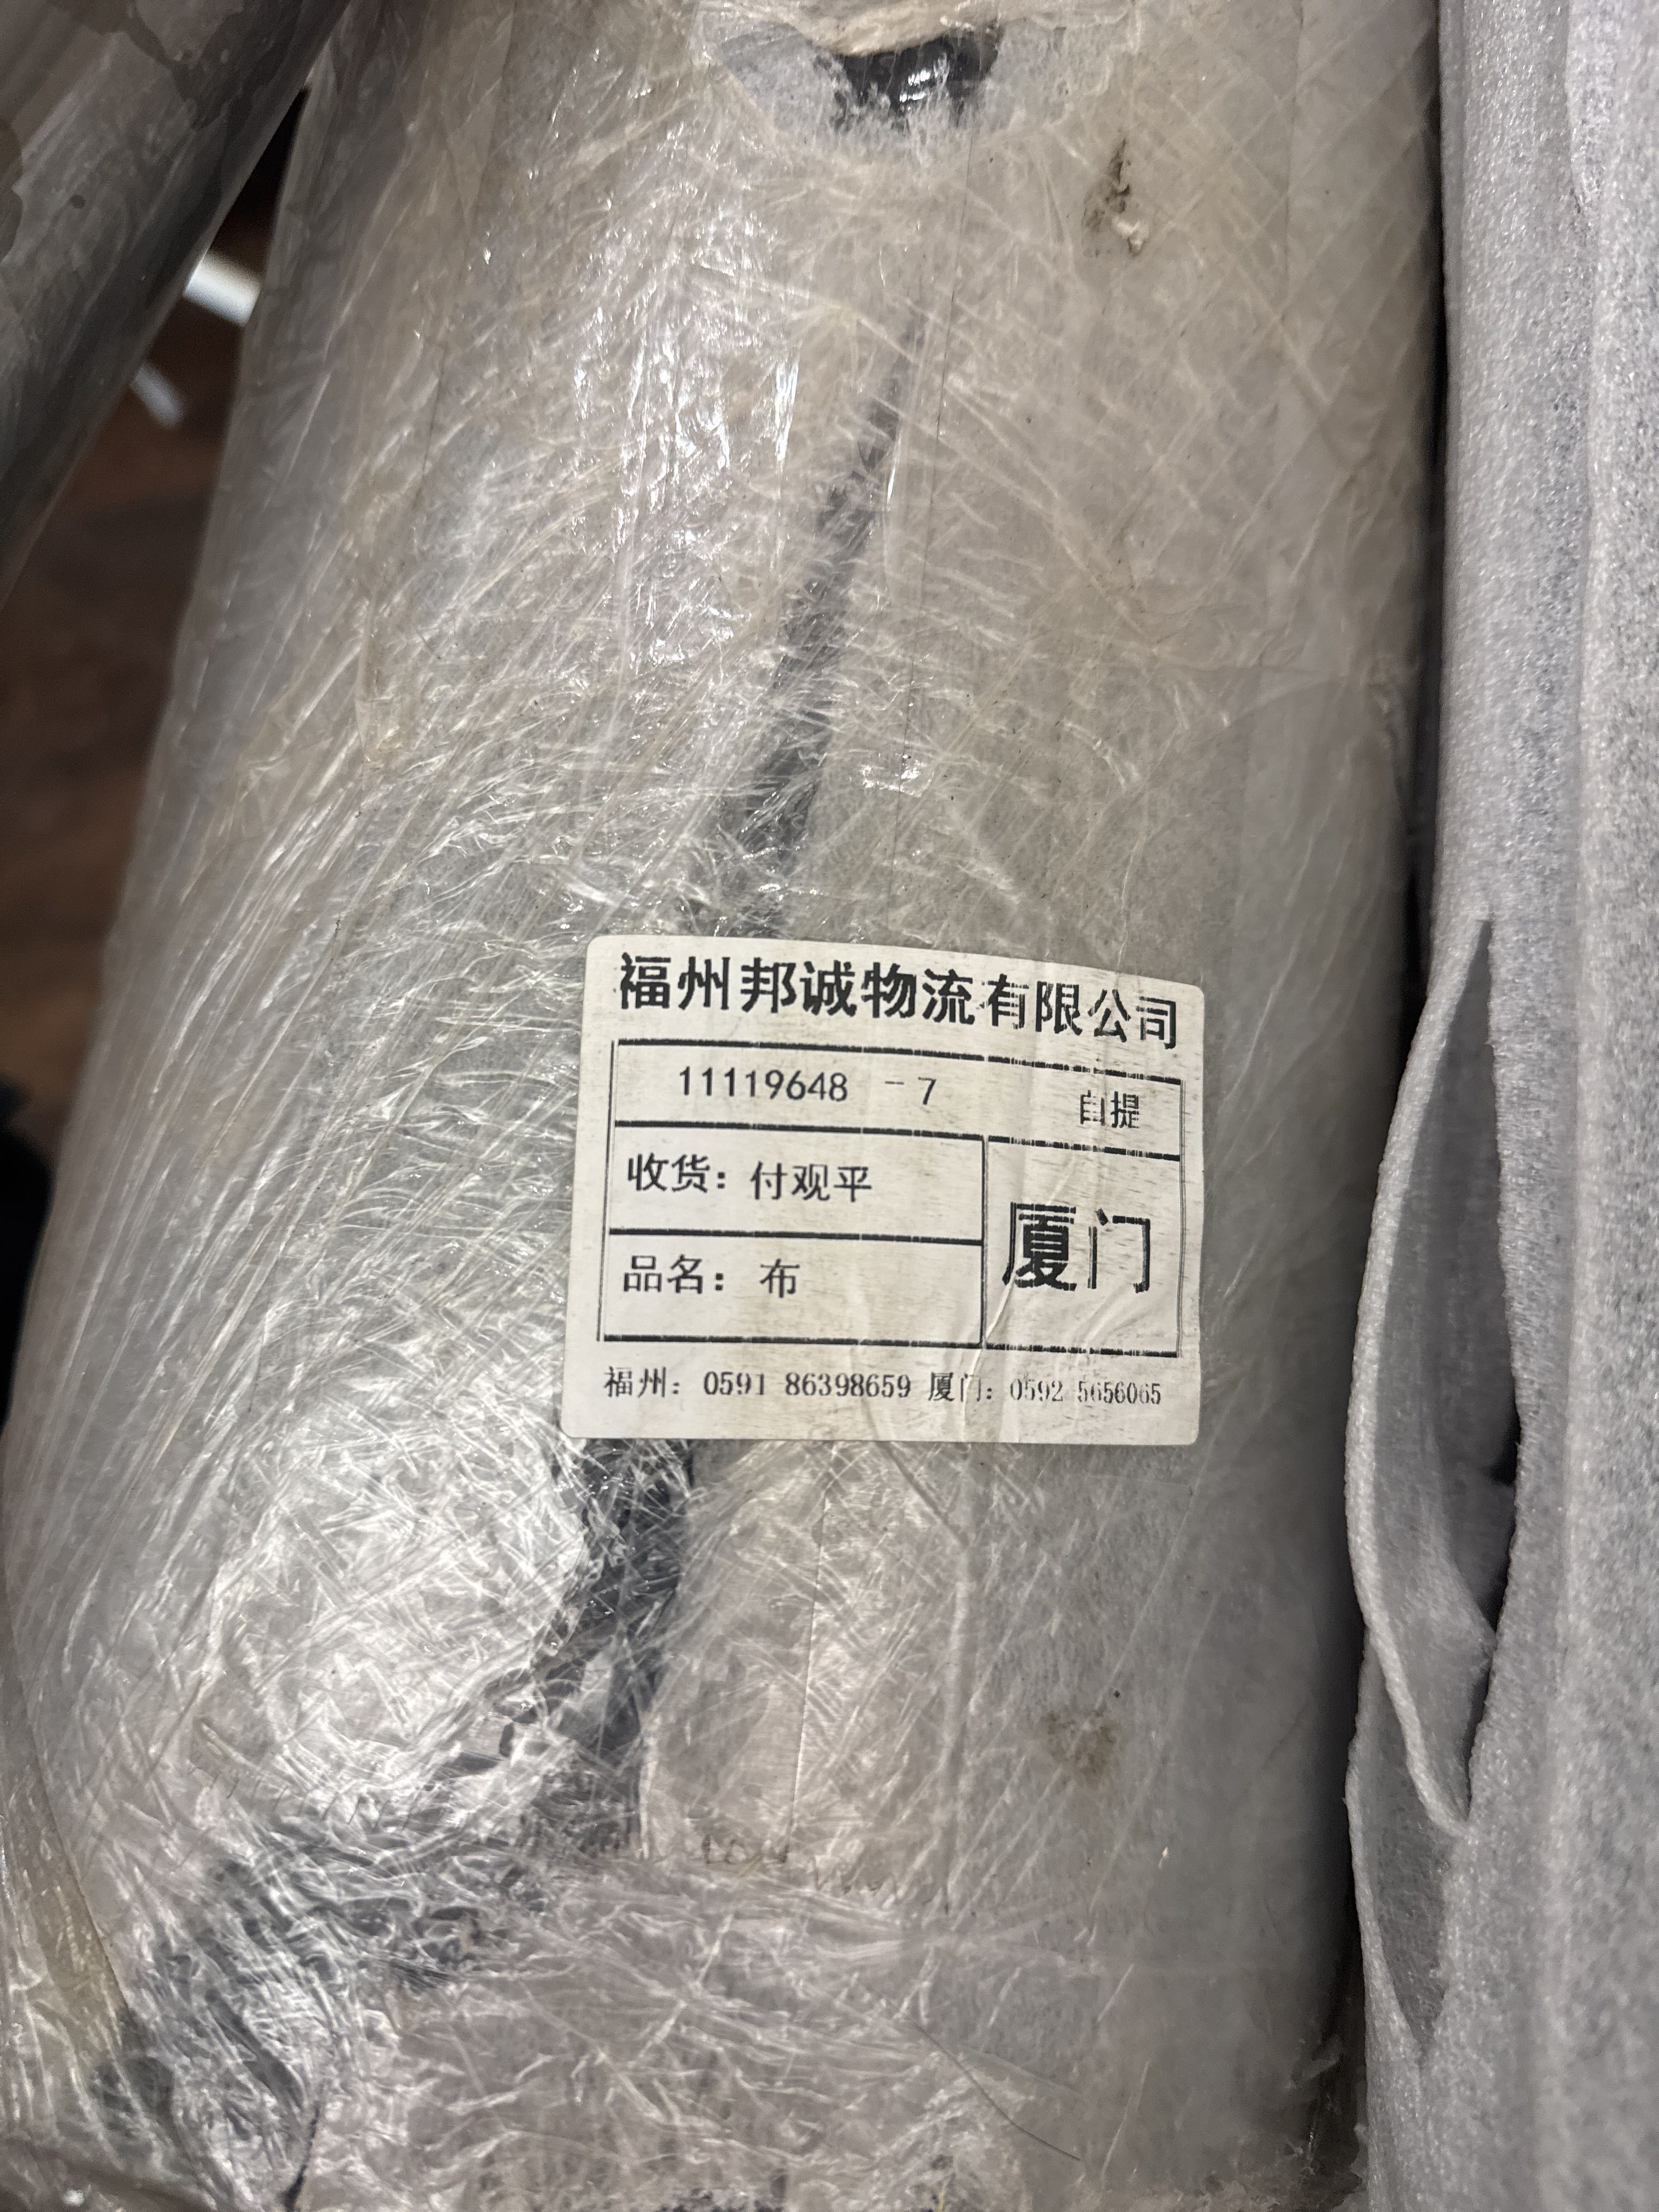 福州邦诚物流有限公司
11119648 -7 自提
收货：付观平
品名：布
厦门
福州：0591 86398659 厦门：0592 5656065